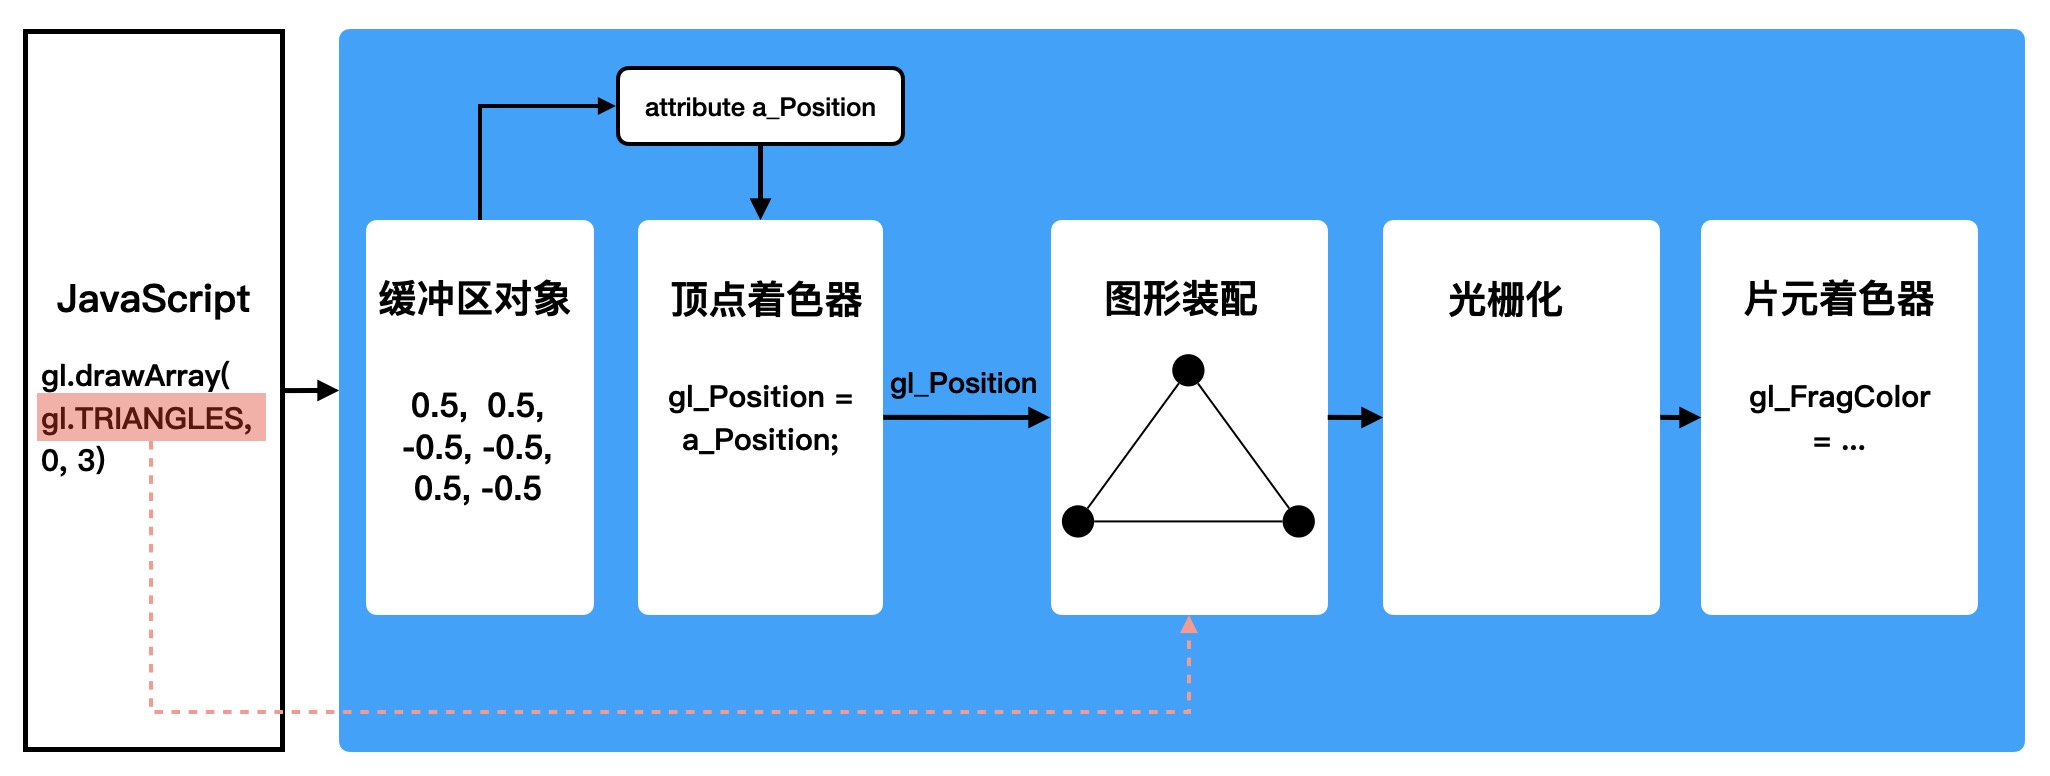 JavaScript
gl.drawArray(
gl.TRIANGLES,
0, 3)
attribute a_Position
缓冲区对象
0.5, 0.5,
-0.5, -0.5,
0.5, -0.5
顶点着色器
gl_Position =
a_Position;
gl_Position
图形装配
光栅化
片元着色器
gl_FragColor
= ...